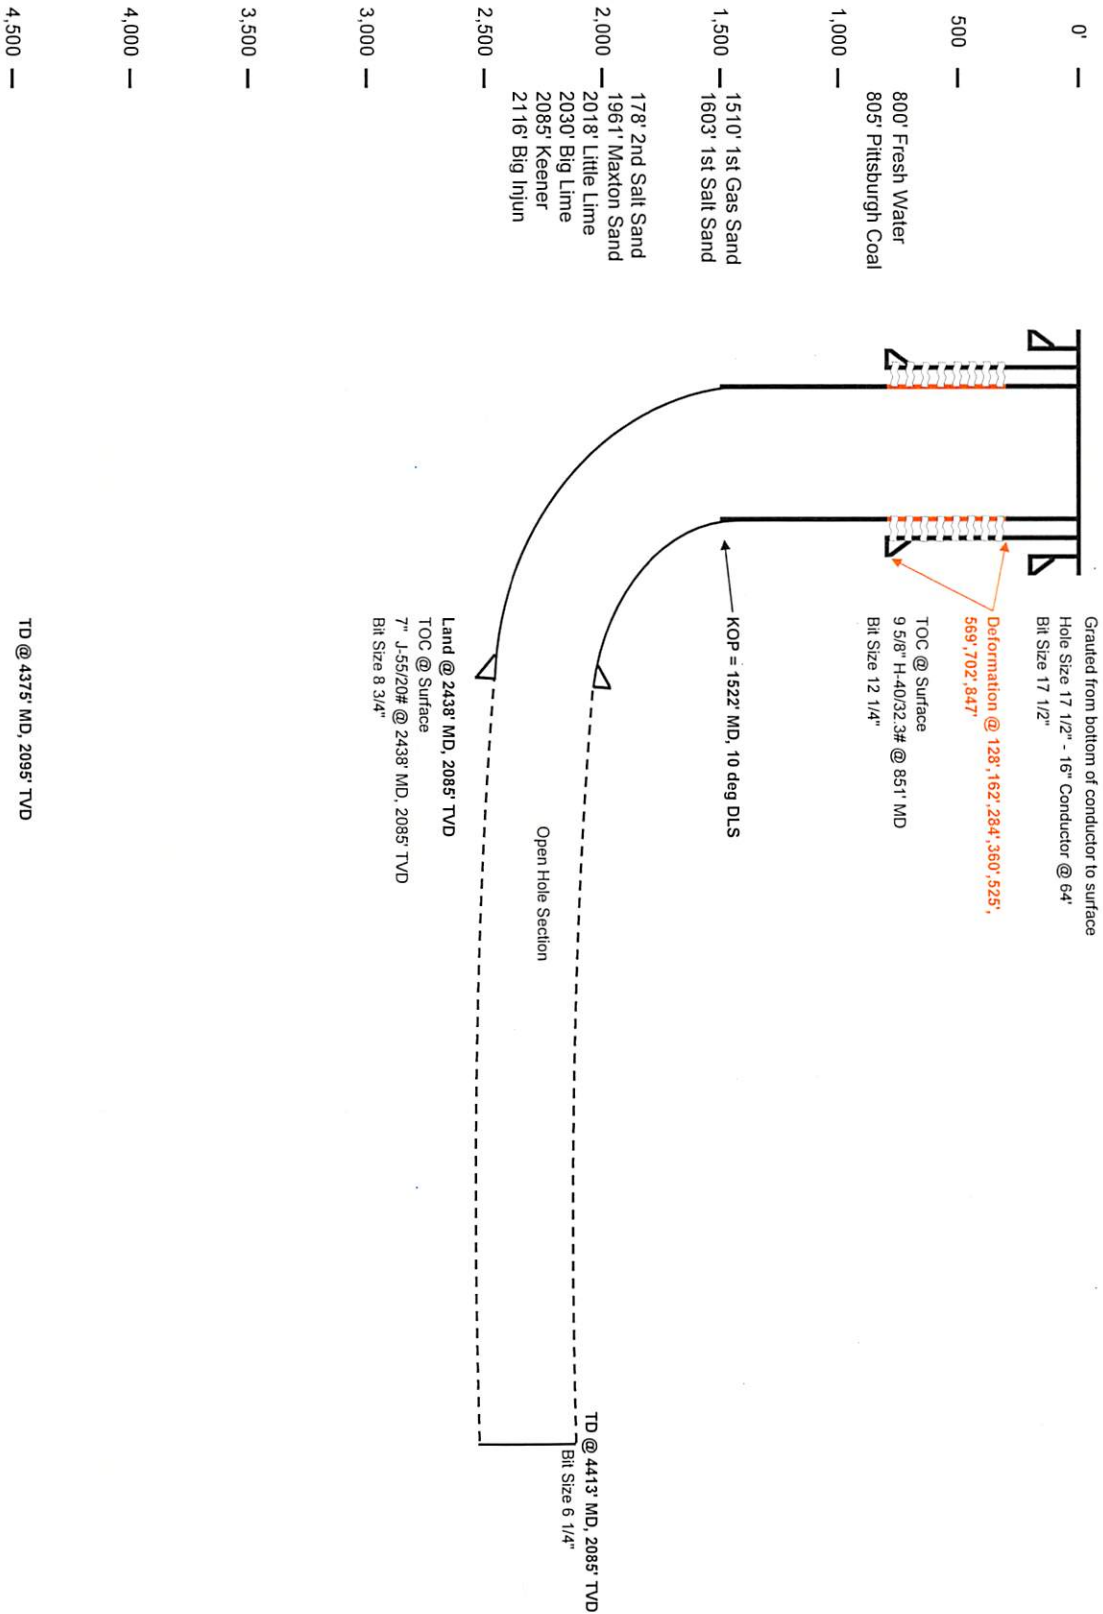 0'
500
1,000
1,500
2,000
2,500
3,000
3,500
4,000
4,500
800' Fresh Water
805' Pittsburgh Coal
1510' 1st Gas Sand
1603' 1st Salt Sand
178' 2nd Salt Sand
1961' Maxton Sand
2018' Little Lime
2030' Big Lime
2085' Keener
2116' Big Injun
Grauted from bottom of conductor to surface
Hole Size 17 1/2" - 16" Conductor @ 64'
Bit Size 17 1/2"
Deformation @ 128',162',284',360',525',
569',702',847'
TOC @ Surface
9 5/8" H-40/32.3# @ 851' MD
Bit Size 12 1/4"
KOP = 1522' MD, 10 deg DLS
Open Hole Section
TD @ 4413' MD, 2085' TVD
Bit Size 6 1/4"
Land @ 2438' MD, 2085' TVD
TOC @ Surface
7" J-55/20# @ 2438' MD, 2085' TVD
Bit Size 8 3/4"
TD @ 4375' MD, 2095' TVD